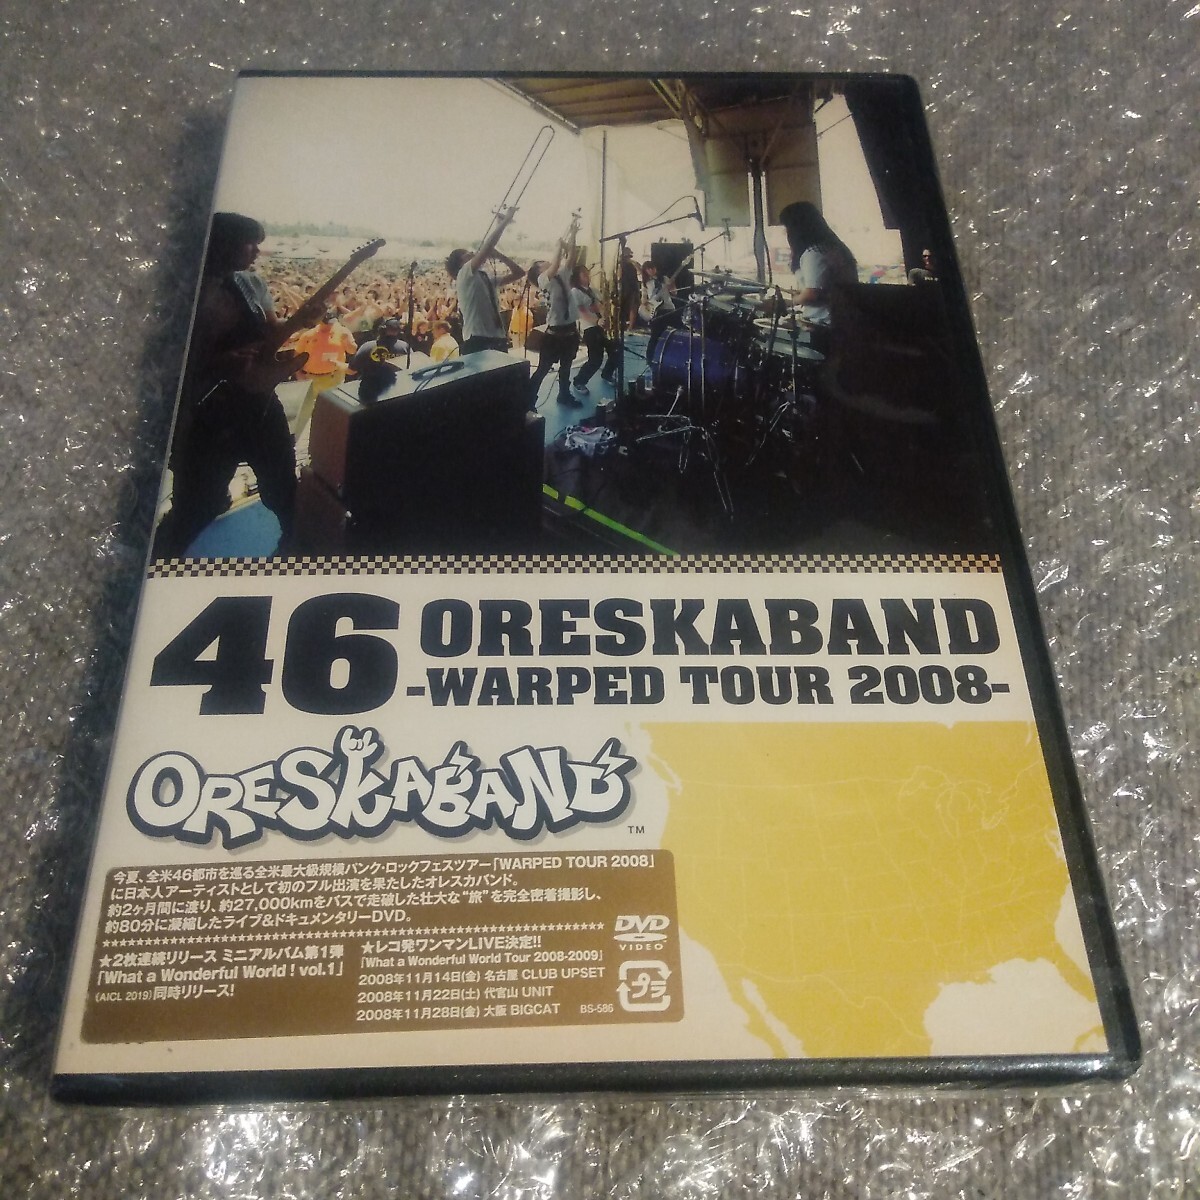 46 ORESKABAND
-WARPED TOUR 2008-
ORESKABAND
TM
今夏、全米46都市を巡る全米最大級規模パンク・ロックフェスツアー「WARPED TOUR 2008」
に日本人アーティストとして初のフル出演を果たしたオレスカバンド。
約2ヶ月間に渡り、約27,000kmをバスで走破した壮大な“旅”を完全密着撮影し、
約80分に凝縮したライブ&ドキュメンタリーDVD。
★2枚連続リリース ミニアルバム第1弾
「What a Wonderful World ! vol.1」
(AICL 2019)同時リリース!
★レコ発ワンマンLIVE決定!!
「What a Wonderful World Tour 2008-2009」
2008年11月14日(金) 名古屋 CLUB UPSET
2008年11月22日(土) 代官山 UNIT
2008年11月28日(金) 大阪 BIGCAT
BS-586
DVD
VIDEO
プラ